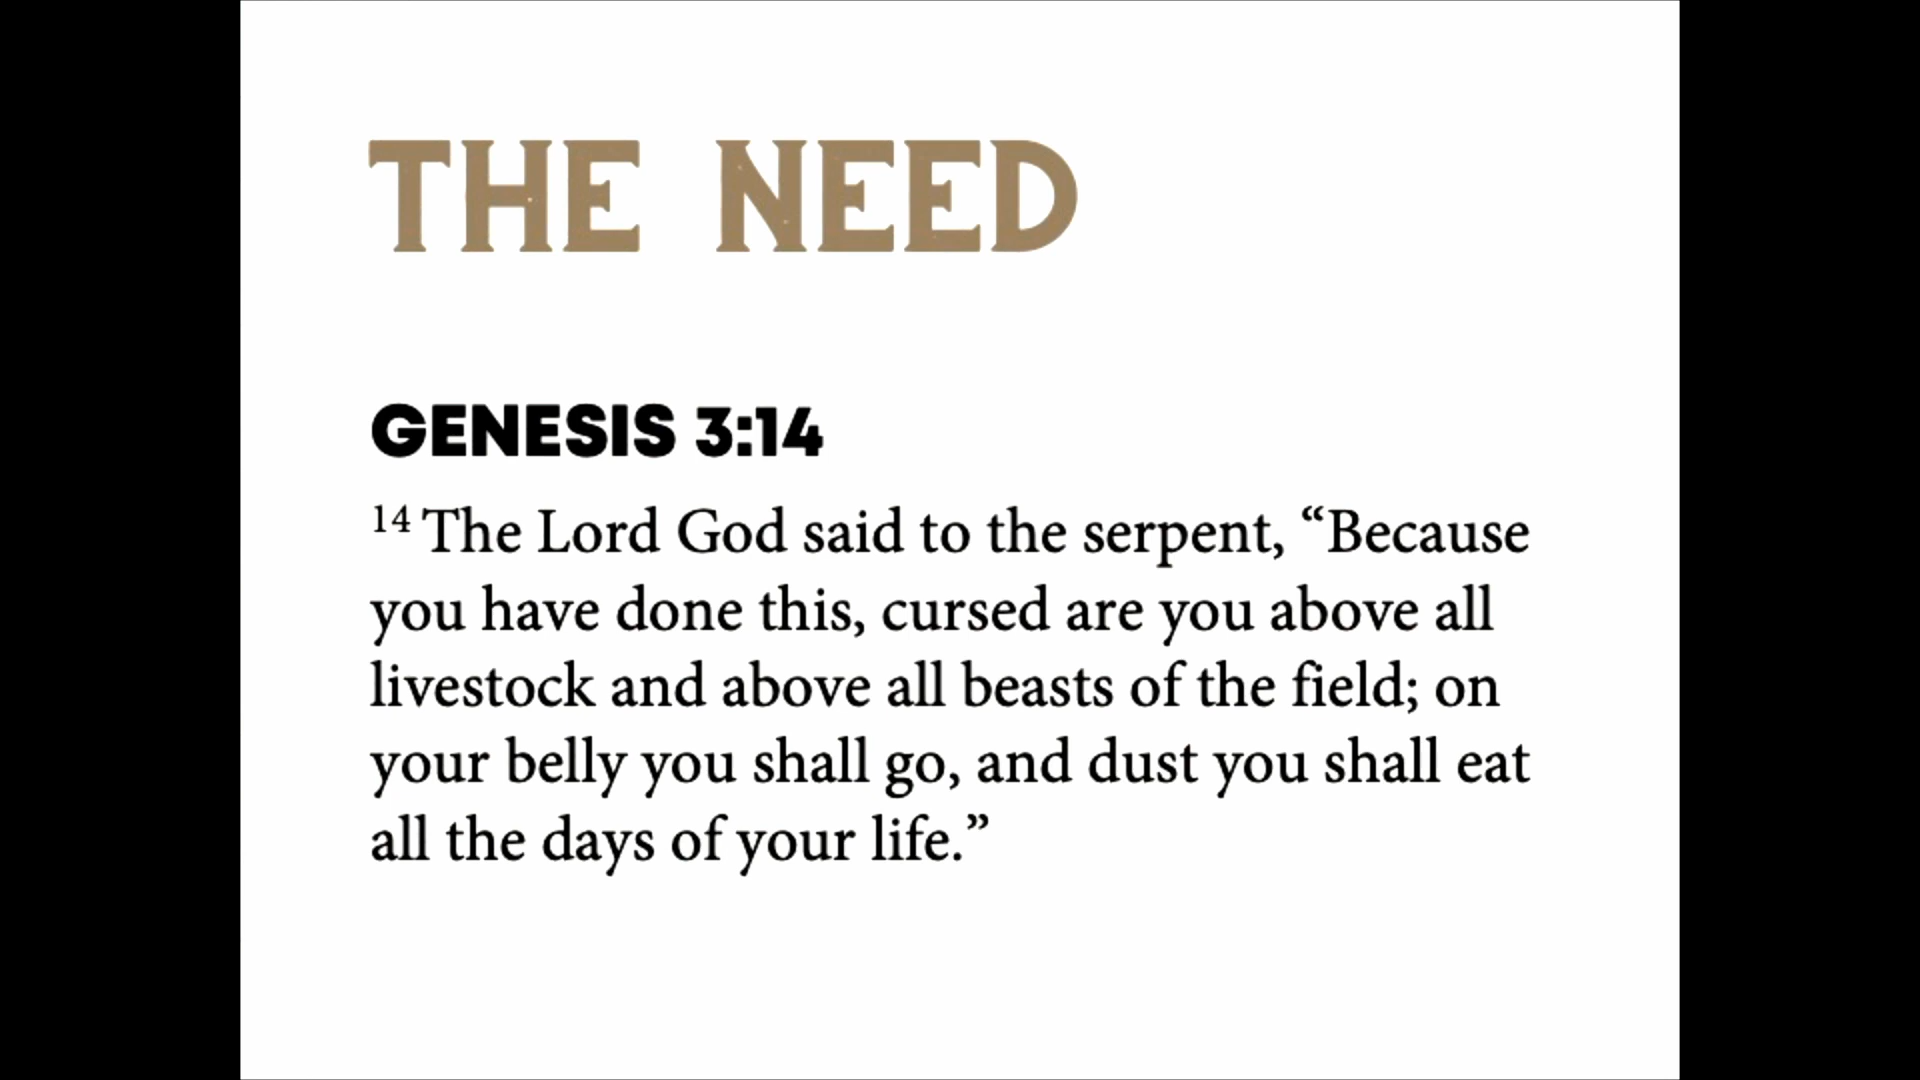 THE NEED
GENESIS 3:14
14 The Lord God said to the serpent, “Because
you have done this, cursed are you above all
livestock and above all beasts of the field; on
your belly you shall go, and dust you shall eat
all the days of your life.”